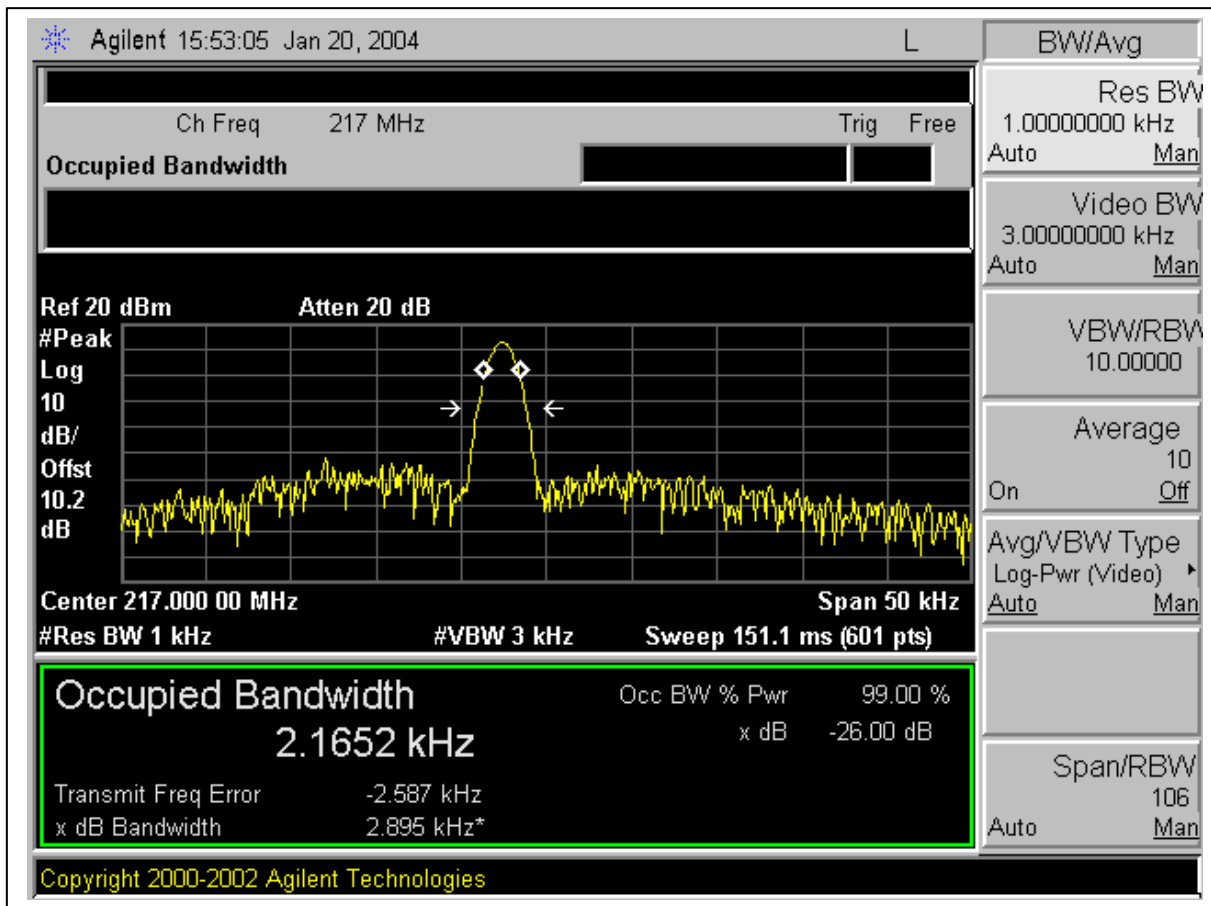 Agilent 15:53:05 Jan 20, 2004 L
Ch Freq 217 MHz Trig Free
Occupied Bandwidth
Ref 20 dBm Atten 20 dB
#Peak
Log
10
dB/
Offst
10.2
dB
Center 217.000 00 MHz Span 50 kHz
#Res BW 1 kHz #VBW 3 kHz Sweep 151.1 ms (601 pts)
Occupied Bandwidth Occ BW % Pwr 99.00 %
2.1652 kHz x dB -26.00 dB
Transmit Freq Error -2.587 kHz
x dB Bandwidth 2.895 kHz*
Copyright 2000-2002 Agilent Technologies
BW/Avg
Res BW
1.00000000 kHz
Auto Man
Video BW
3.00000000 kHz
Auto Man
VBW/RBW
10.00000
Average
10
On Off
Avg/VBW Type
Log-Pwr (Video)
Auto Man
Span/RBW
106
Auto Man